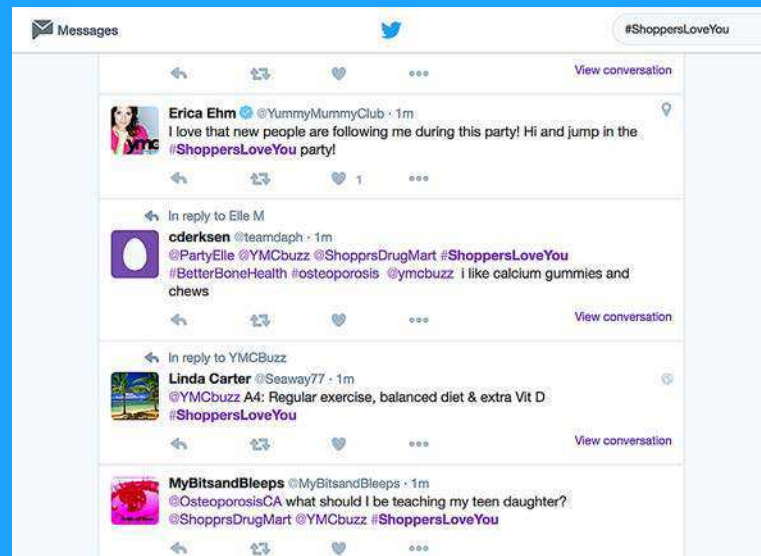 Messages
#ShoppersLoveYou
View conversation
Erica Ehm @YummyMummyClub · 1m
I love that new people are following me during this party! Hi and jump in the
#ShoppersLoveYou party!
1
ymc
In reply to Elle M
cderksen @teamdaph · 1m
@PartyElle @YMCbuzz @ShopprsDrugMart #ShoppersLoveYou
#BetterBoneHealth #osteoporosis @ymcbuzz i like calcium gummies and
chews
View conversation
In reply to YMCBuzz
Linda Carter @Seaway77 · 1m
@YMCbuzz A4: Regular exercise, balanced diet & extra Vit D
#ShoppersLoveYou
View conversation
MyBitsandBleeps @MyBitsandBleeps · 1m
@OsteoporosisCA what should I be teaching my teen daughter?
@ShopprsDrugMart @YMCbuzz #ShoppersLoveYou